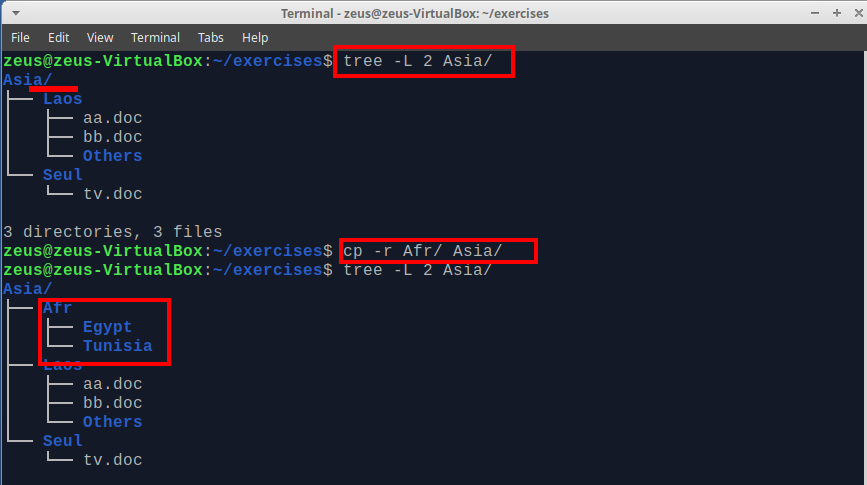 Terminal - zeus@zeus-VirtualBox: ~/exercises
File Edit View Terminal Tabs Help
zeus@zeus-VirtualBox:~/exercises$ tree -L 2 Asia/
Asia/
├── Laos
│   ├── aa.doc
│   ├── bb.doc
│   └── Others
└── Seul
    └── tv.doc
3 directories, 3 files
zeus@zeus-VirtualBox:~/exercises$ cp -r Afr/ Asia/
zeus@zeus-VirtualBox:~/exercises$ tree -L 2 Asia/
Asia/
├── Afr
│   ├── Egypt
│   └── Tunisia
├── Laos
│   ├── aa.doc
│   ├── bb.doc
│   └── Others
└── Seul
    └── tv.doc